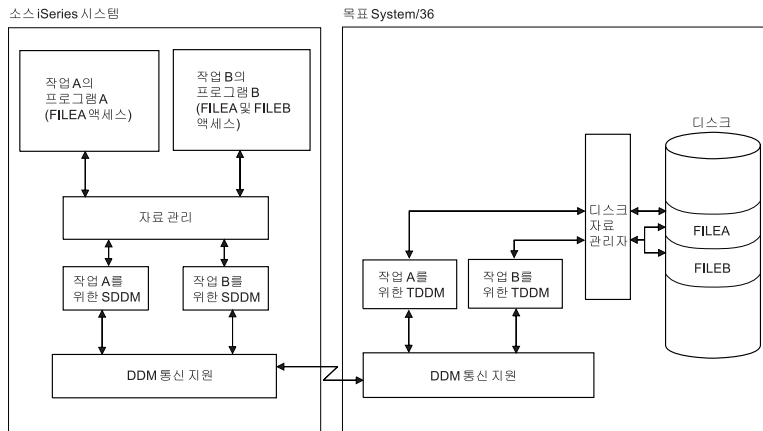 소스 iSeries 시스템
작업 A의
프로그램 A
(FILEA 액세스)
작업 B의
프로그램 B
(FILEA 및 FILEB
액세스)
자료 관리
작업 A를
위한 SDDM
작업 B를
위한 SDDM
DDM 통신 지원
목표 System/36
작업 A를
위한 TDDM
작업 B를
위한 TDDM
DDM 통신 지원
디스크
자료
관리자
디스크
FILEA
FILEB